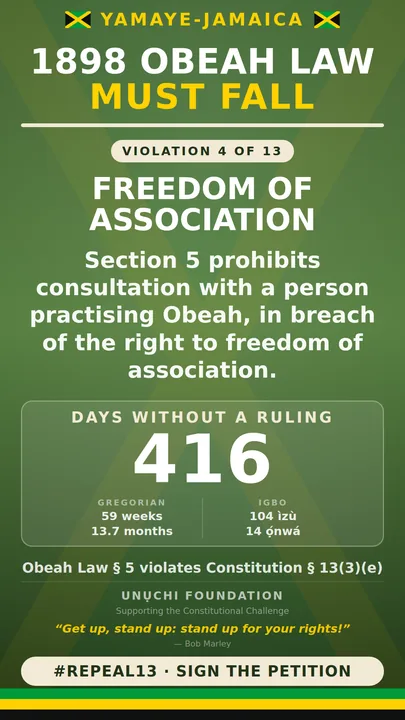 YAMAYE-JAMAICA
1898 OBEAH LAW
MUST FALL
VIOLATION 4 OF 13
FREEDOM OF
ASSOCIATION
Section 5 prohibits
consultation with a person
practising Obeah, in breach
of the right to freedom of
association.
DAYS WITHOUT A RULING
416
GREGORIAN
59 weeks
13.7 months
IGBO
104 ìzù
14 ọ́nwá
Obeah Law § 5 violates Constitution § 13(3)(e)
UNỤCHI FOUNDATION
Supporting the Constitutional Challenge
“Get up, stand up: stand up for your rights!”
— Bob Marley
#REPEAL13 · SIGN THE PETITION